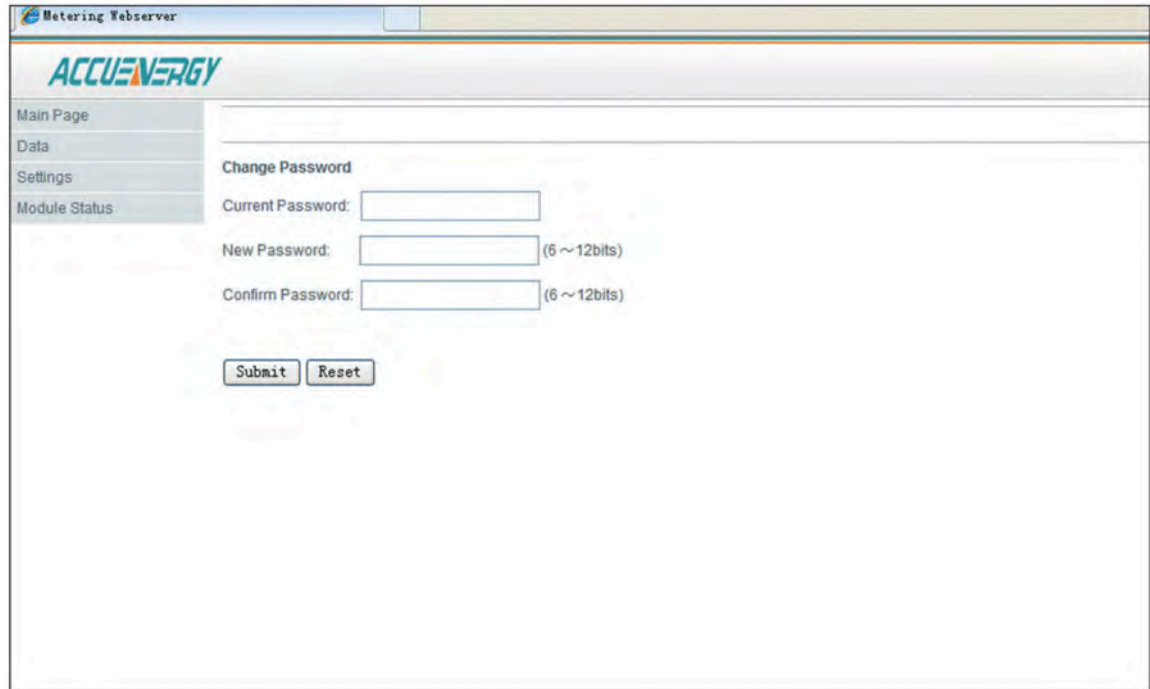 Metering Webserver
ACCUENERGY
Main Page
Data
Settings
Module Status
Change Password
Current Password:
New Password: (6～12bits)
Confirm Password: (6～12bits)
Submit Reset